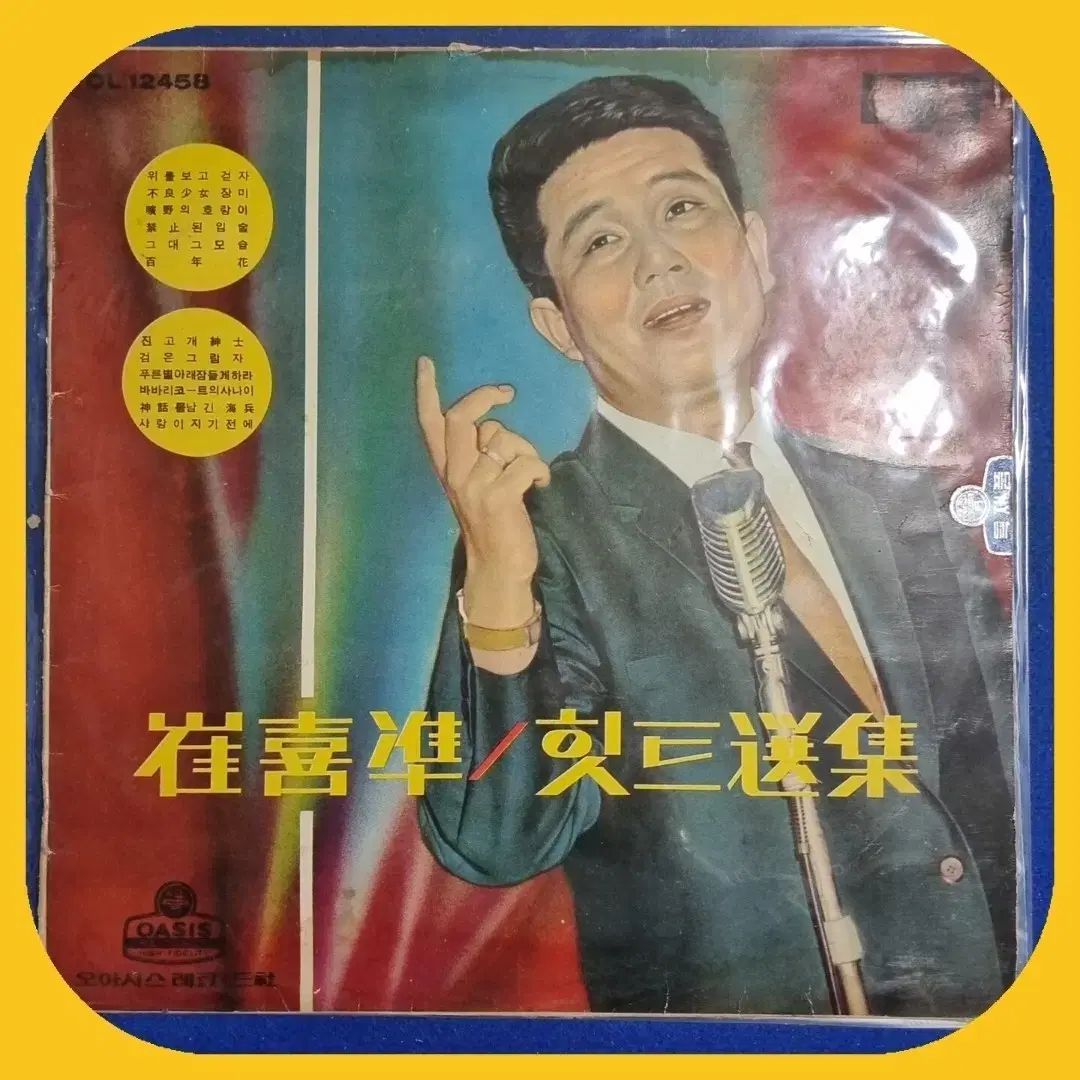 OL 12458
위를보고걷자
不良少女장미
曠野의호랑이
禁止된입술
그대그모습
百年花
진고개紳士
검은그림자
푸른별아래잠들게하라
바바리코ー트의사나이
神話를남긴海兵
사랑이지기전에
崔喜準/힛트選集
OASIS
HIGH FIDELITY
오아시스레코드社